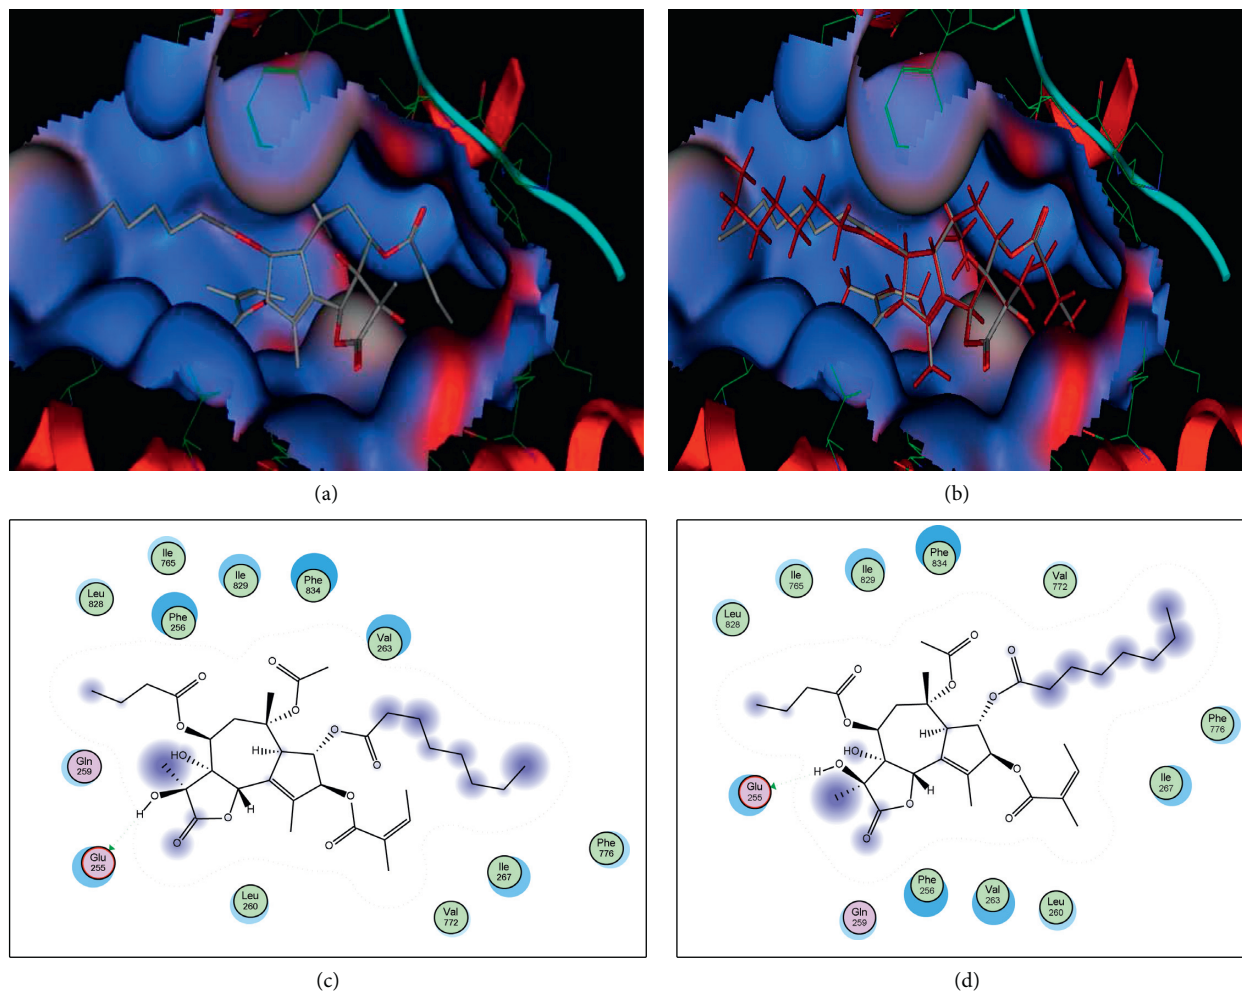 (a)
(b)
Ile
765
Ile
829
Phe
834
Leu
828
Phe
256
Val
263
O
O
O
O
O
O
HO
H
O
H
O
O
O
H
O
O
Gln
259
Glu
255
Leu
260
Ile
267
Phe
776
Val
772
(c)
Phe
834
Ile
765
Ile
829
Val
772
Leu
828
O
O
O
O
O
O
HO
H
H
O
O
O
O
H
O
O
Phe
776
Ile
267
Glu
255
Phe
256
Val
263
Leu
260
Gln
259
(d)